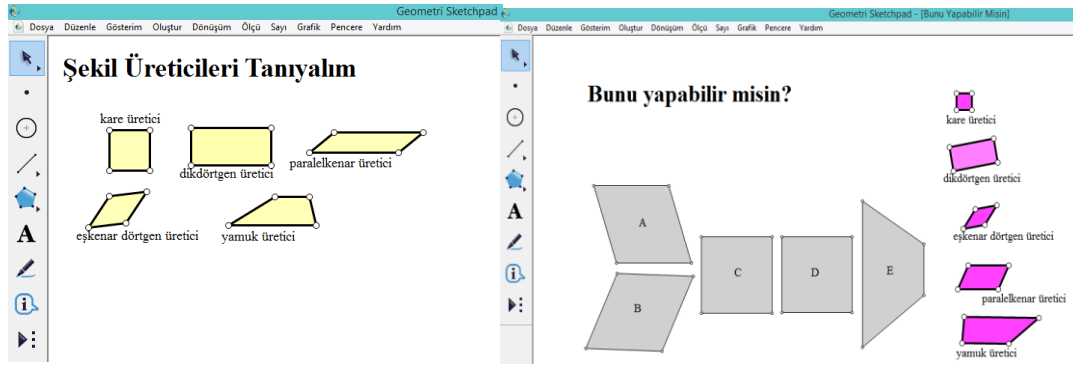 Geometri Sketchpad
Dosya Düzenle Gösterim Oluştur Dönüşüm Ölçü Sayı Grafik Pencere Yardım
Şekil Üreticileri Tanıyalım
kare üretici
dikdörtgen üretici
paralelkenar üretici
eşkenar dörtgen üretici
yamuk üretici
A
Geometri Sketchpad - [Bunu Yapabilir Misin]
Dosya Düzenle Gösterim Oluştur Dönüşüm Ölçü Sayı Grafik Pencere Yardım
Bunu yapabilir misin?
kare üretici
dikdörtgen üretici
eşkenar dörtgen üretici
paralelkenar üretici
yamuk üretici
A
B
C
D
E
A